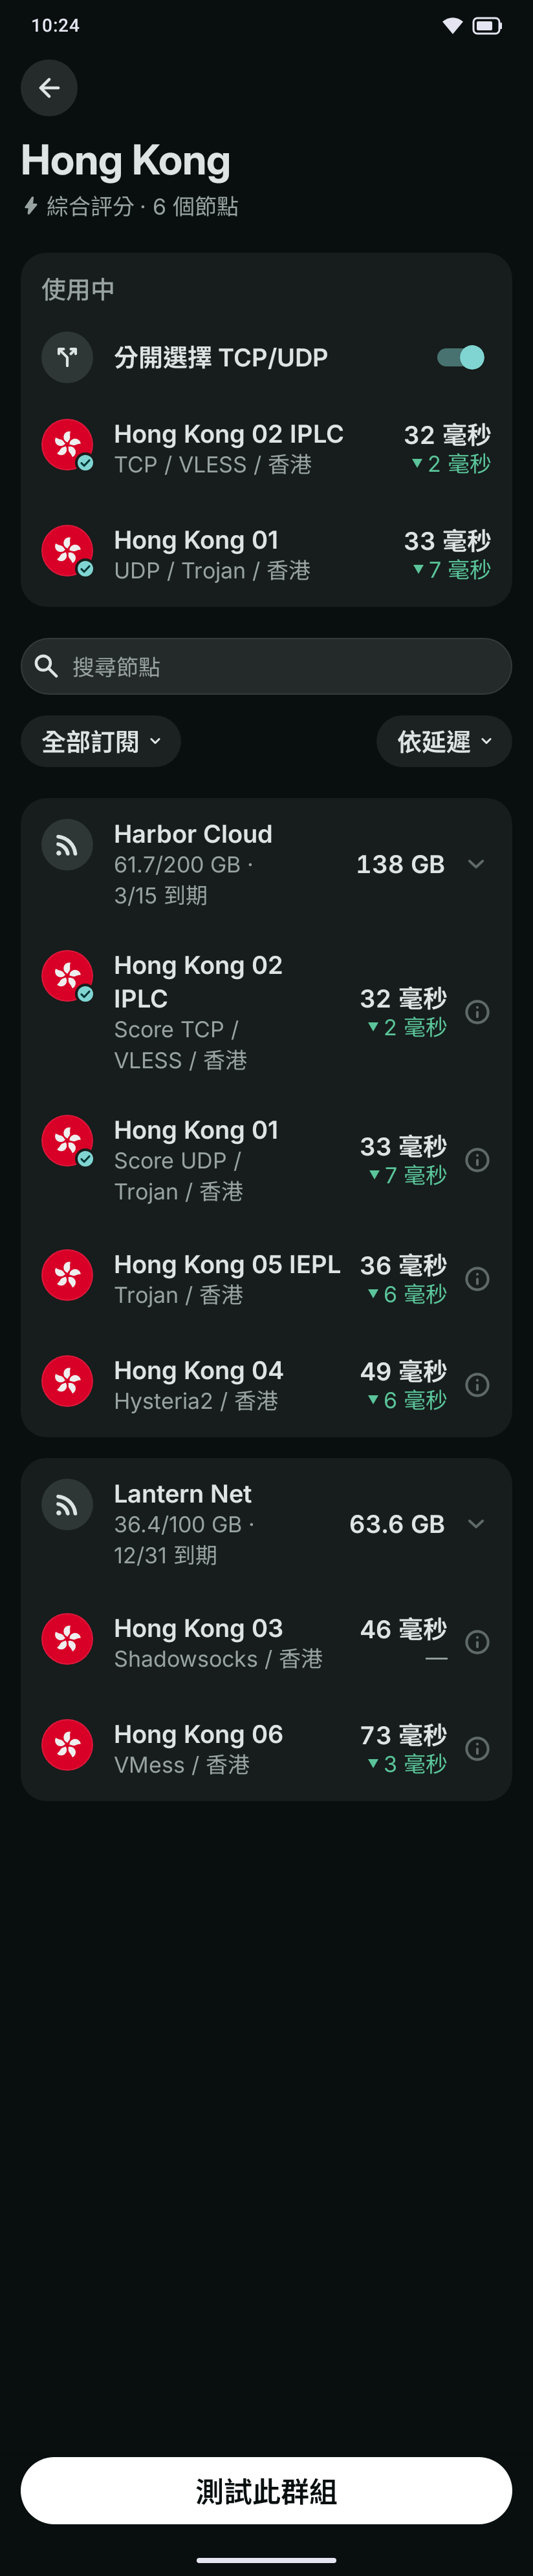 10:24
Hong Kong
綜合評分 · 6 個節點
使用中
分開選擇 TCP/UDP
Hong Kong 02 IPLC
32 毫秒
TCP / VLESS / 香港
▼2 毫秒
Hong Kong 01
33 毫秒
UDP / Trojan / 香港
▼7 毫秒
搜尋節點
全部訂閱
依延遲
Harbor Cloud
61.7/200 GB ·
3/15 到期
138 GB
Hong Kong 02
IPLC
32 毫秒
Score TCP /
▼2 毫秒
VLESS / 香港
Hong Kong 01
33 毫秒
Score UDP /
▼7 毫秒
Trojan / 香港
Hong Kong 05 IEPL
36 毫秒
Trojan / 香港
▼6 毫秒
Hong Kong 04
49 毫秒
Hysteria2 / 香港
▼6 毫秒
Lantern Net
36.4/100 GB ·
12/31 到期
63.6 GB
Hong Kong 03
46 毫秒
Shadowsocks / 香港
—
Hong Kong 06
73 毫秒
VMess / 香港
▼3 毫秒
測試此群組